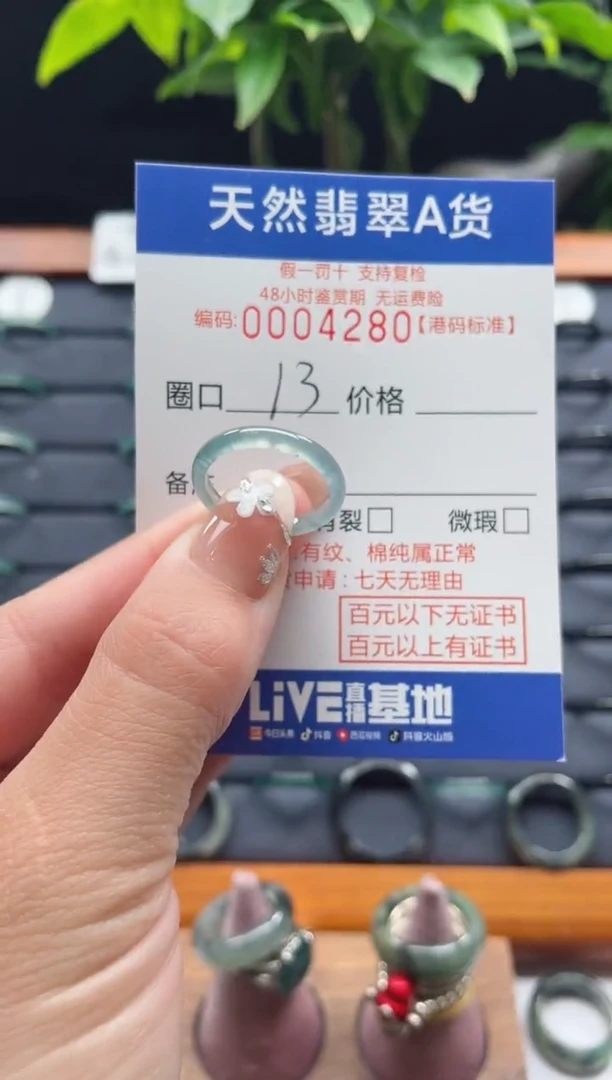 天然翡翠A货
假一罚十 支持复检
48小时鉴赏期 无运费险
编码:0004280【港码标准】
圈口 13 价格
备
有裂□ 微瑕□
有纹、棉纯属正常
申请：七天无理由
百元以下无证书
百元以上有证书
LiVE直播基地
今日头条 抖音 西瓜视频 抖音火山版